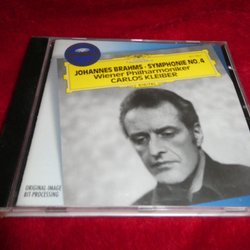 JOHANNES BRAHMS · SYMPHONIE NO. 4
Wiener Philharmoniker
CARLOS KLEIBER
ORIGINAL-IMAGE
BIT-PROCESSING